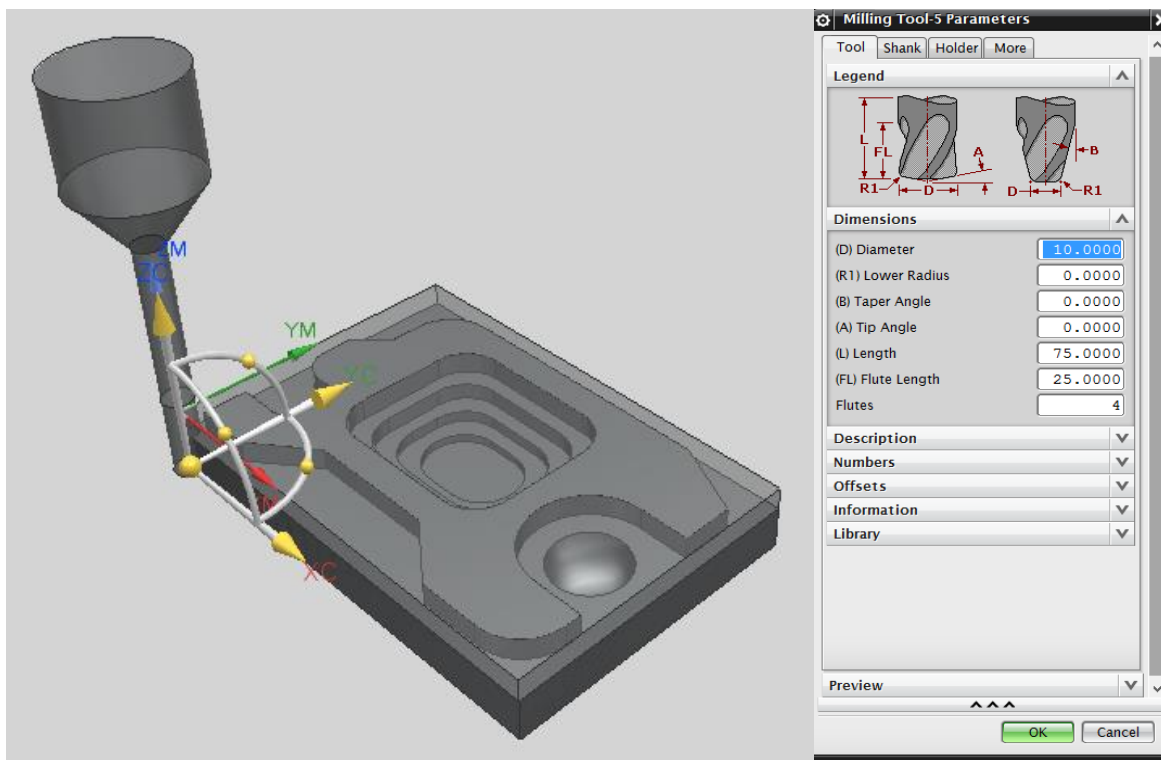 ZM
ZC
YM
YC
XC
Milling Tool-5 Parameters
Tool Shank Holder More
Legend
L FL A B
R1 D D R1
Dimensions
(D) Diameter 10.0000
(R1) Lower Radius 0.0000
(B) Taper Angle 0.0000
(A) Tip Angle 0.0000
(L) Length 75.0000
(FL) Flute Length 25.0000
Flutes 4
Description
Numbers
Offsets
Information
Library
Preview
OK Cancel